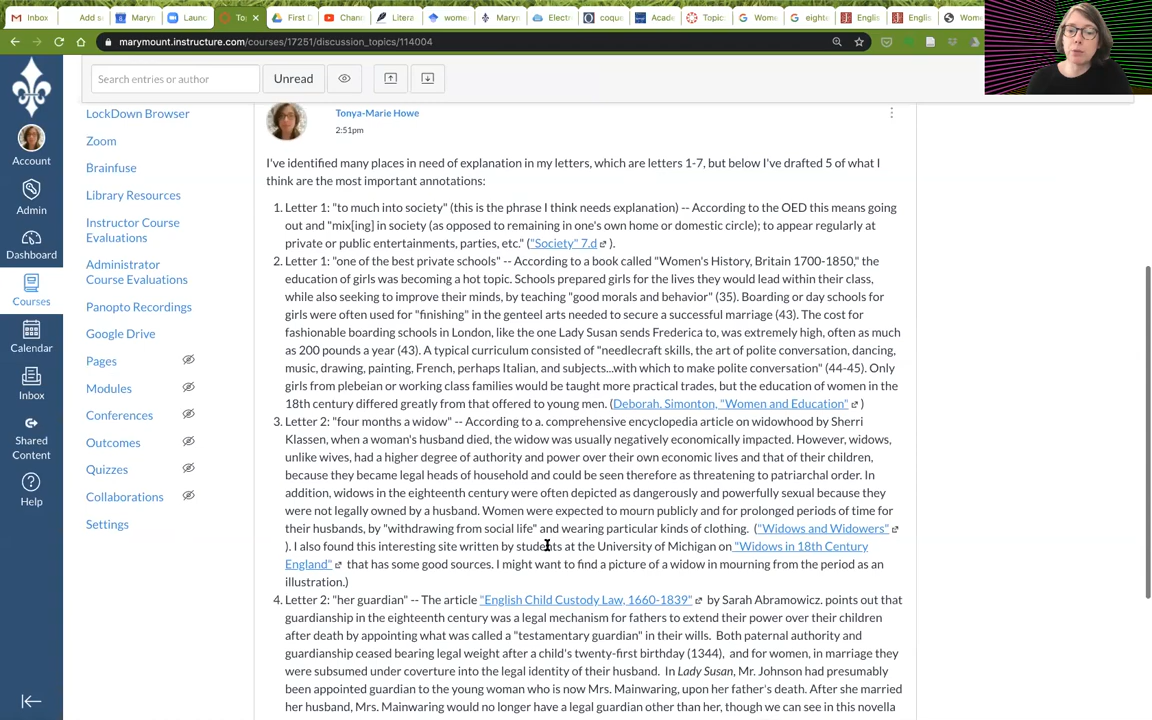 Inbox
Add s
Maryn
Launc
To
First D
Chan
Litera
wome
Maryn
Electr
coque
Acade
Topic:
Wome
eighte
Englis
Englis
Wome
marymount.instructure.com/courses/17251/discussion_topics/114004
Search entries or author
Unread
Account
Admin
Dashboard
Courses
Calendar
Inbox
Shared
Content
Help
LockDown Browser
Zoom
Brainfuse
Library Resources
Instructor Course
Evaluations
Administrator
Course Evaluations
Panopto Recordings
Google Drive
Pages
Modules
Conferences
Outcomes
Quizzes
Collaborations
Settings
Tonya-Marie Howe
2:51pm
I've identified many places in need of explanation in my letters, which are letters 1-7, but below I've drafted 5 of what I
think are the most important annotations:
1. Letter 1: "to much into society" (this is the phrase I think needs explanation) -- According to the OED this means going
out and "mix[ing] in society (as opposed to remaining in one's own home or domestic circle); to appear regularly at
private or public entertainments, parties, etc." ("Society" 7.d ).
2. Letter 1: "one of the best private schools" -- According to a book called "Women's History, Britain 1700-1850," the
education of girls was becoming a hot topic. Schools prepared girls for the lives they would lead within their class,
while also seeking to improve their minds, by teaching "good morals and behavior" (35). Boarding or day schools for
girls were often used for "finishing" in the genteel arts needed to secure a successful marriage (43). The cost for
fashionable boarding schools in London, like the one Lady Susan sends Frederica to, was extremely high, often as much
as 200 pounds a year (43). A typical curriculum consisted of "needlecraft skills, the art of polite conversation, dancing,
music, drawing, painting, French, perhaps Italian, and subjects...with which to make polite conversation" (44-45). Only
girls from plebeian or working class families would be taught more practical trades, but the education of women in the
18th century differed greatly from that offered to young men. (Deborah. Simonton, "Women and Education" )
3. Letter 2: "four months a widow" -- According to a. comprehensive encyclopedia article on widowhood by Sherri
Klassen, when a woman's husband died, the widow was usually negatively economically impacted. However, widows,
unlike wives, had a higher degree of authority and power over their own economic lives and that of their children,
because they became legal heads of household and could be seen therefore as threatening to patriarchal order. In
addition, widows in the eighteenth century were often depicted as dangerously and powerfully sexual because they
were not legally owned by a husband. Women were expected to mourn publicly and for prolonged periods of time for
their husbands, by "withdrawing from social life" and wearing particular kinds of clothing. ("Widows and Widowers"
). I also found this interesting site written by students at the University of Michigan on "Widows in 18th Century
England" that has some good sources. I might want to find a picture of a widow in mourning from the period as an
illustration.)
4. Letter 2: "her guardian" -- The article "English Child Custody Law, 1660-1839" by Sarah Abramowicz. points out that
guardianship in the eighteenth century was a legal mechanism for fathers to extend their power over their children
after death by appointing what was called a "testamentary guardian" in their wills. Both paternal authority and
guardianship ceased bearing legal weight after a child's twenty-first birthday (1344), and for women, in marriage they
were subsumed under coverture into the legal identity of their husband. In Lady Susan, Mr. Johnson had presumably
been appointed guardian to the young woman who is now Mrs. Mainwaring, upon her father's death. After she married
her husband, Mrs. Mainwaring would no longer have a legal guardian other than her, though we can see in this novella